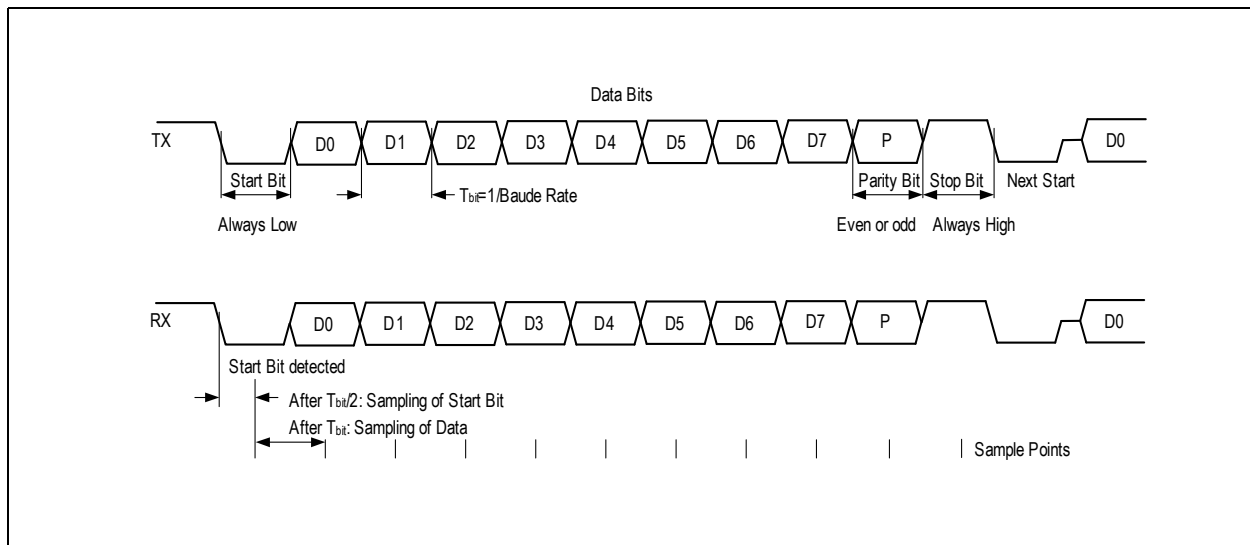 Data Bits
TX D0 D1 D2 D3 D4 D5 D6 D7 P D0
Start Bit Parity Bit Stop Bit Next Start
Tbit=1/Baude Rate
Always Low Even or odd Always High
RX D0 D1 D2 D3 D4 D5 D6 D7 P D0
Start Bit detected
After Tbit/2: Sampling of Start Bit
After Tbit: Sampling of Data
Sample Points